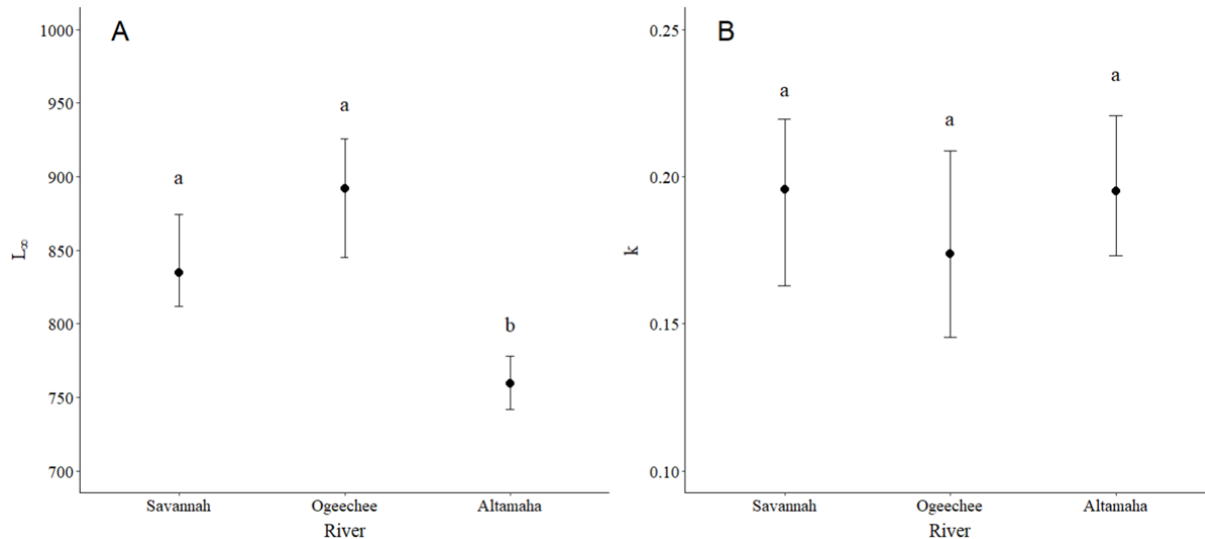 A
1000
950
900
850
800
750
700
L∞
a
a
b
Savannah Ogeechee Altamaha
River
B
0.25
0.20
0.15
0.10
k
a
a
a
Savannah Ogeechee Altamaha
River